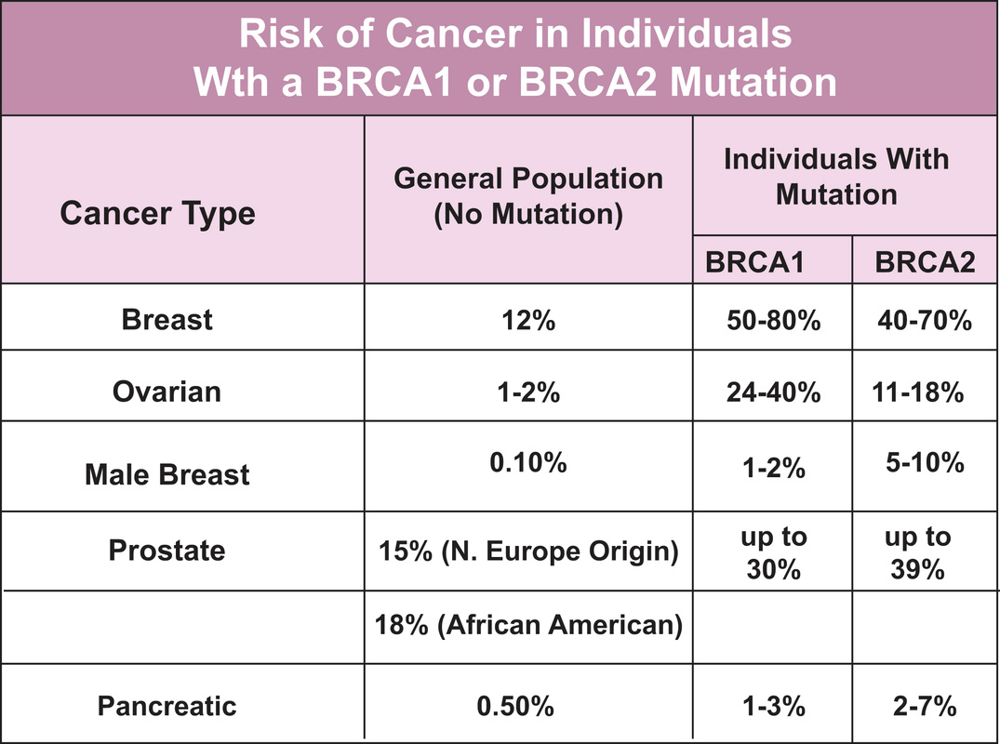 Risk of Cancer in Individuals
Wth a BRCA1 or BRCA2 Mutation
Cancer Type
General Population
(No Mutation)
Individuals With
Mutation
BRCA1
BRCA2
Breast
12%
50-80%
40-70%
Ovarian
1-2%
24-40%
11-18%
Male Breast
0.10%
1-2%
5-10%
Prostate
15% (N. Europe Origin)
up to
30%
up to
39%
18% (African American)
Pancreatic
0.50%
1-3%
2-7%